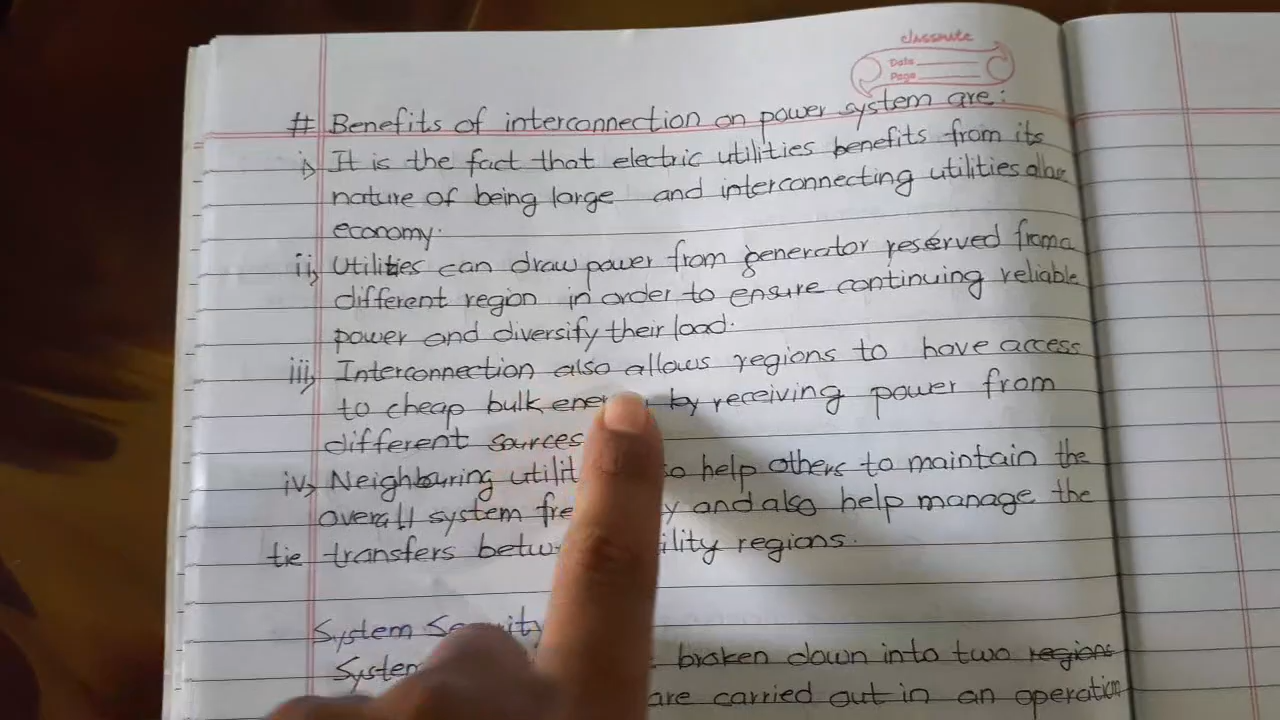 classmate
Date
Page
# Benefits of interconnection on power system are:
i) It is the fact that electric utilities benefits from its
nature of being large and interconnecting utilities
economy.
ii) Utilities can draw power from generator reserved from a
different region in order to ensure continuing reliable
power and diversify their load.
iii) Interconnection also allows regions to have access
to cheap bulk by receiving power from
different sources
iv) Neighbouring help others to maintain the
overall system and also help manage the
tie transfers regions.
System Security
System broken down into two regions
are carried out in an operation